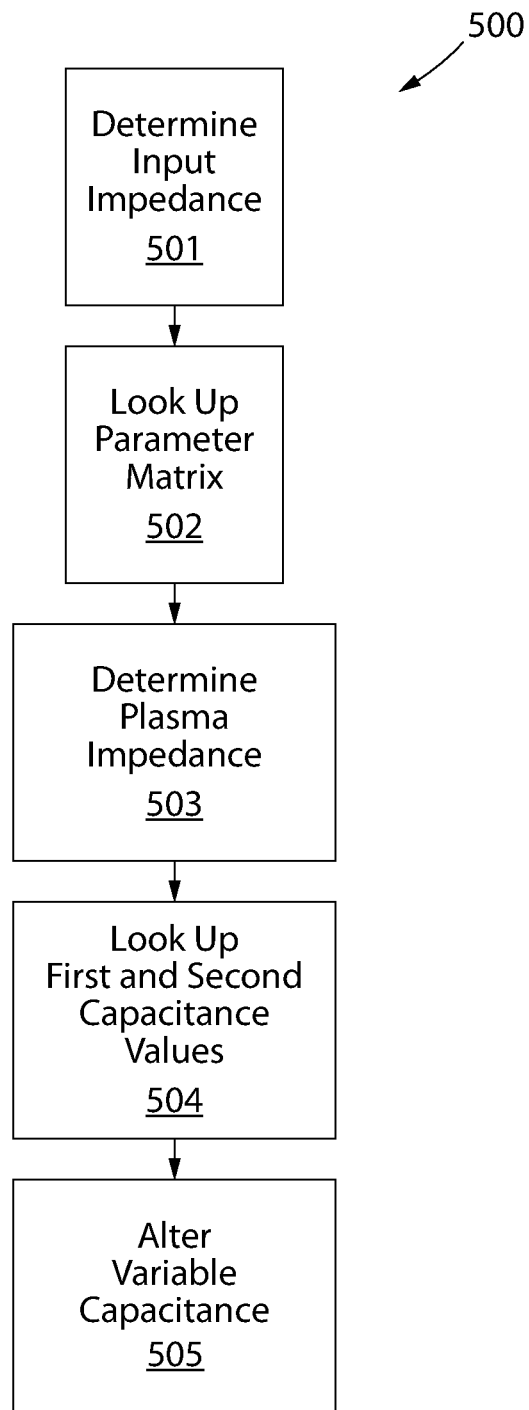 500
Determine
Input
Impedance
501
Look Up
Parameter
Matrix
502
Determine
Plasma
Impedance
503
Look Up
First and Second
Capacitance
Values
504
Alter
Variable
Capacitance
505